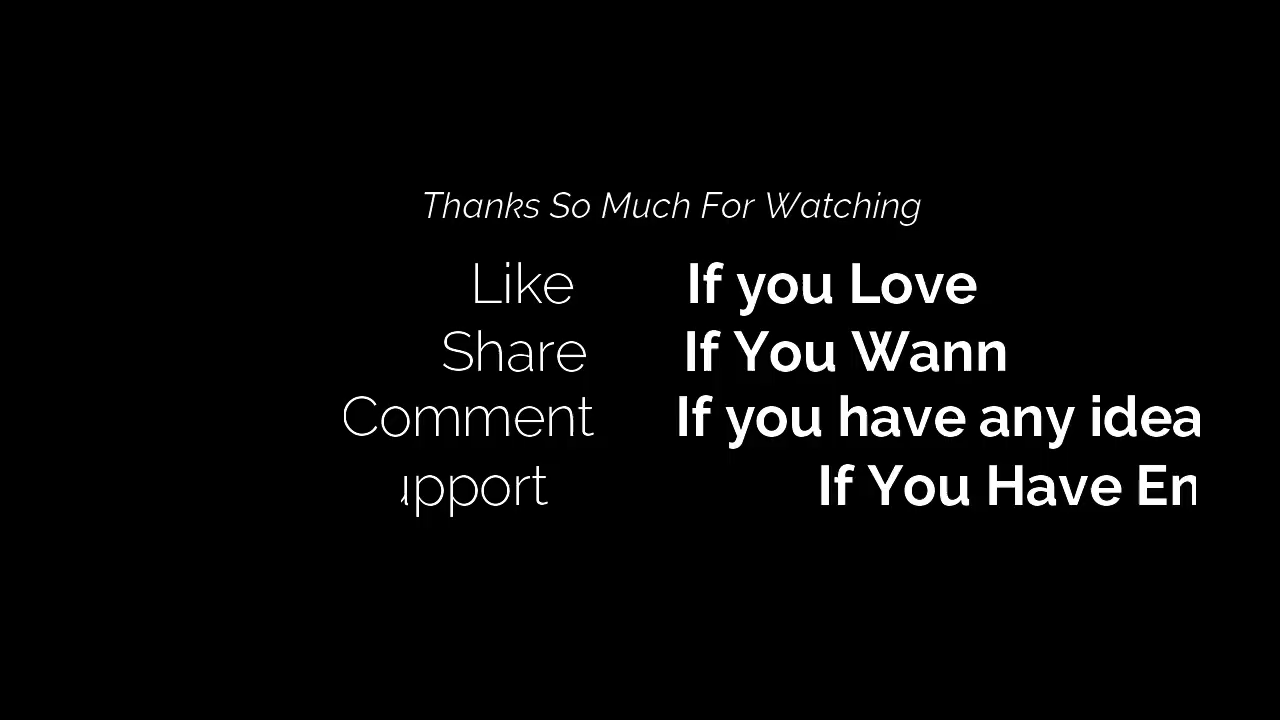 Thanks So Much For Watching
Like If you Love
Share If You Wann
Comment If you have any idea
upport If You Have En